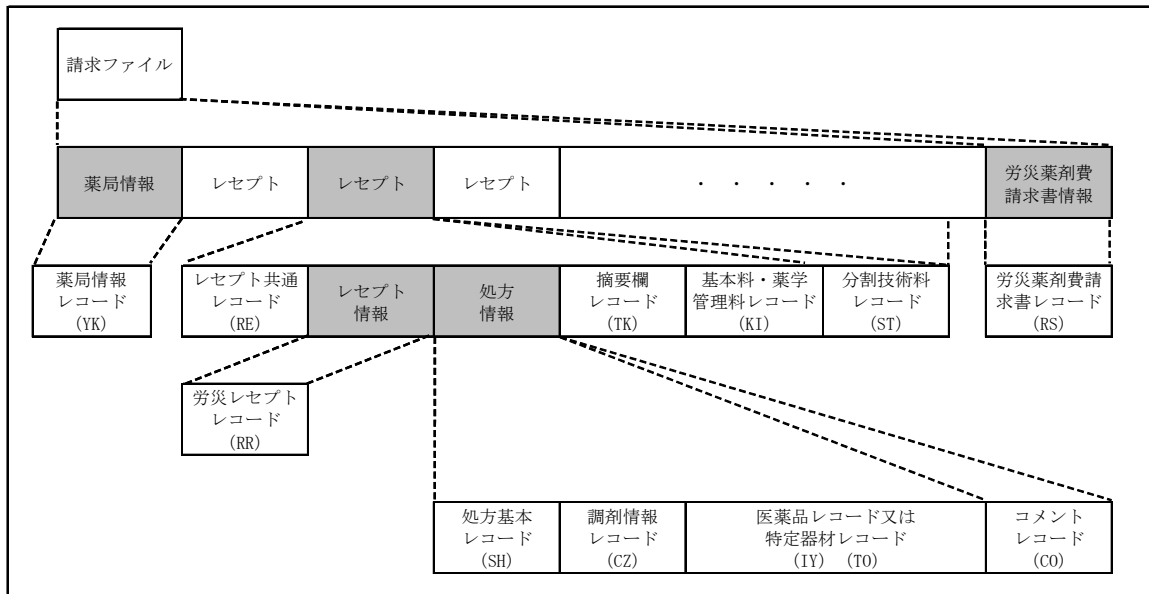 請求ファイル
薬局情報
レセプト
レセプト
レセプト
・ ・ ・ ・ ・
労災薬剤費
請求書情報
薬局情報
レコード
(YK)
レセプト共通
レコード
(RE)
レセプト
情報
処方
情報
摘要欄
レコード
(TK)
基本料・薬学
管理料レコード
(KI)
分割技術料
レコード
(ST)
労災薬剤費請
求書レコード
(RS)
労災レセプト
レコード
(RR)
処方基本
レコード
(SH)
調剤情報
レコード
(CZ)
医薬品レコード又は
特定器材レコード
(IY) (TO)
コメント
レコード
(CO)